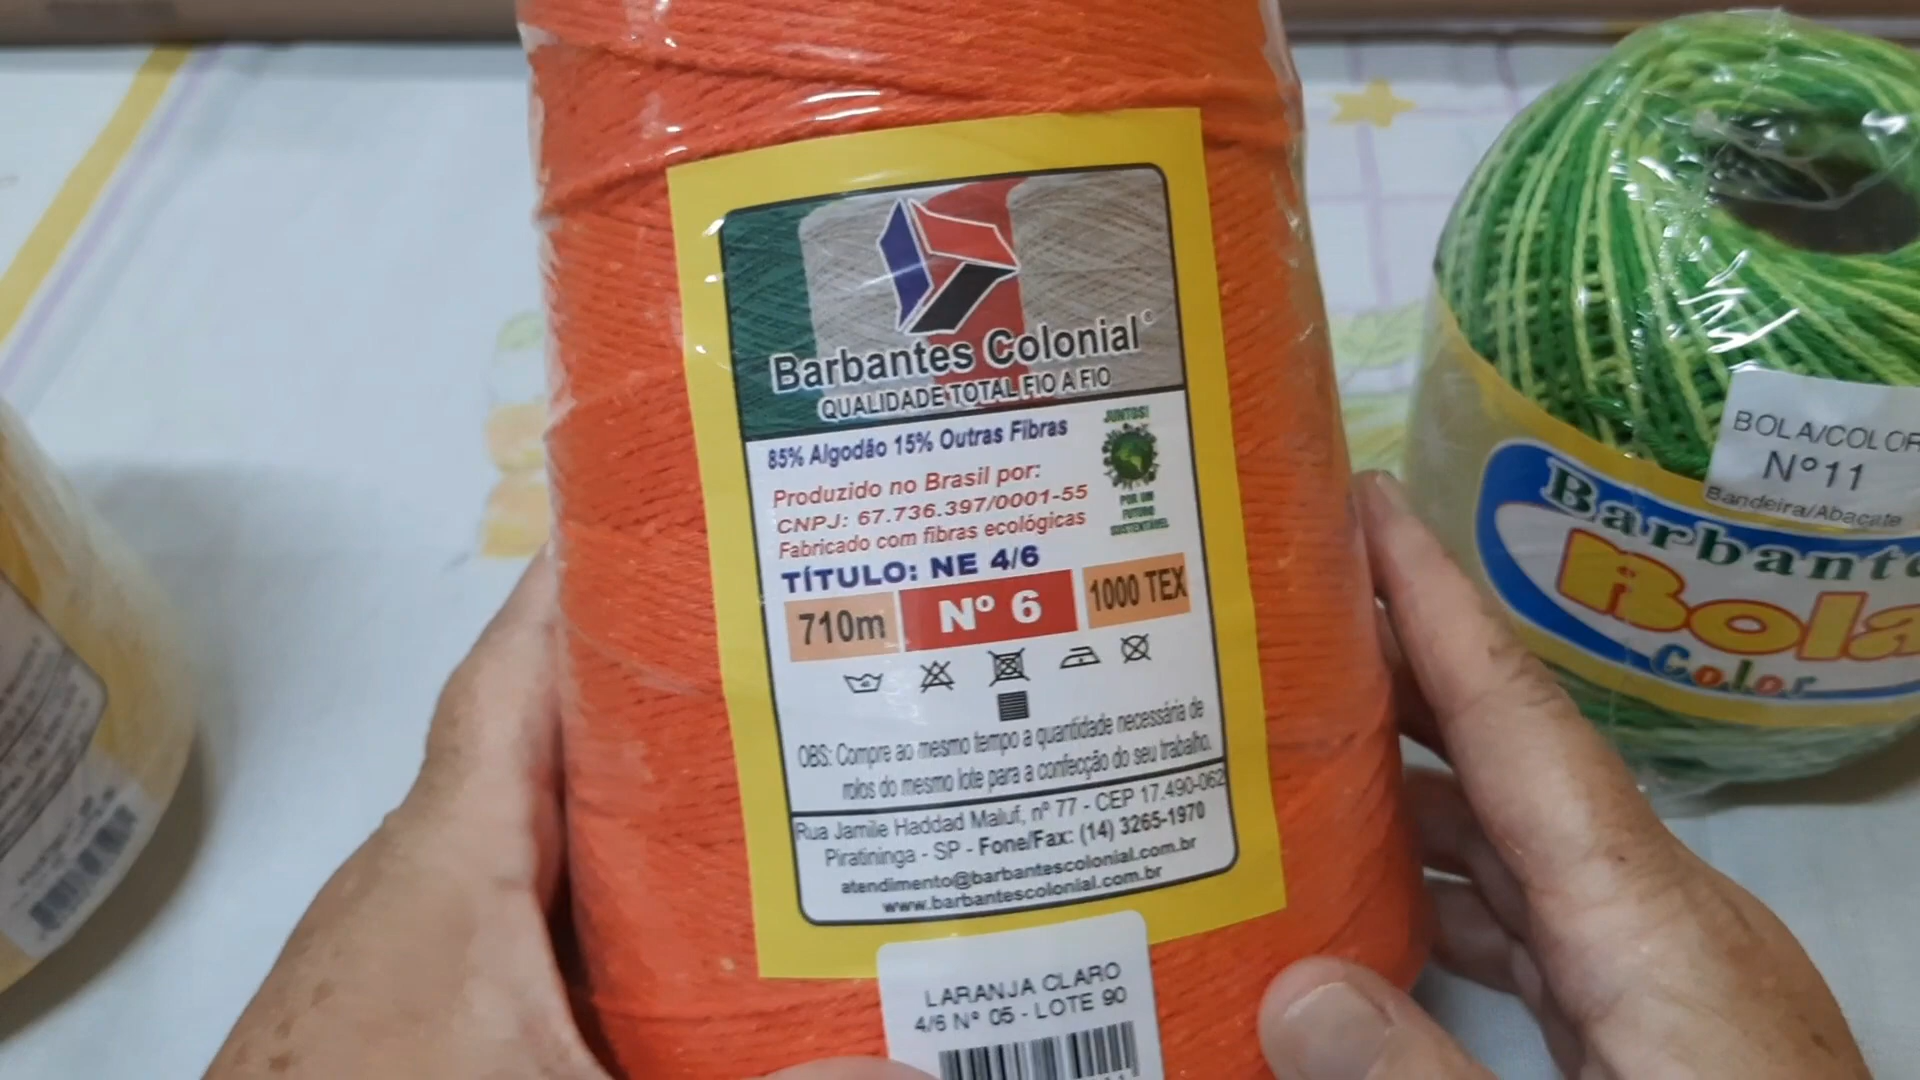 Barbantes Colonial
QUALIDADE TOTAL FIO A FIO
85% Algodão 15% Outras Fibras
Produzido no Brasil por:
CNPJ: 67.736.397/0001-55
Fabricado com fibras ecológicas
JUNTOS!
POR UM
FUTURO
SUSTENTÁVEL
TÍTULO: NE 4/6
710m
Nº 6
1000 TEX
OBS: Compre ao mesmo tempo a quantidade necessária de
rolos do mesmo lote para a confecção do seu trabalho.
Rua Jamile Haddad Maluf, nº 77 - CEP 17.490-062
Piratininga - SP - Fone/Fax: (14) 3265-1970
atendimento@barbantescolonial.com.br
www.barbantescolonial.com.br
LARANJA CLARO
4/6 Nº 05 - LOTE 90
BOLA/COLOR
Nº11
Bandeira/Abacate
Barbante
Bola
Color